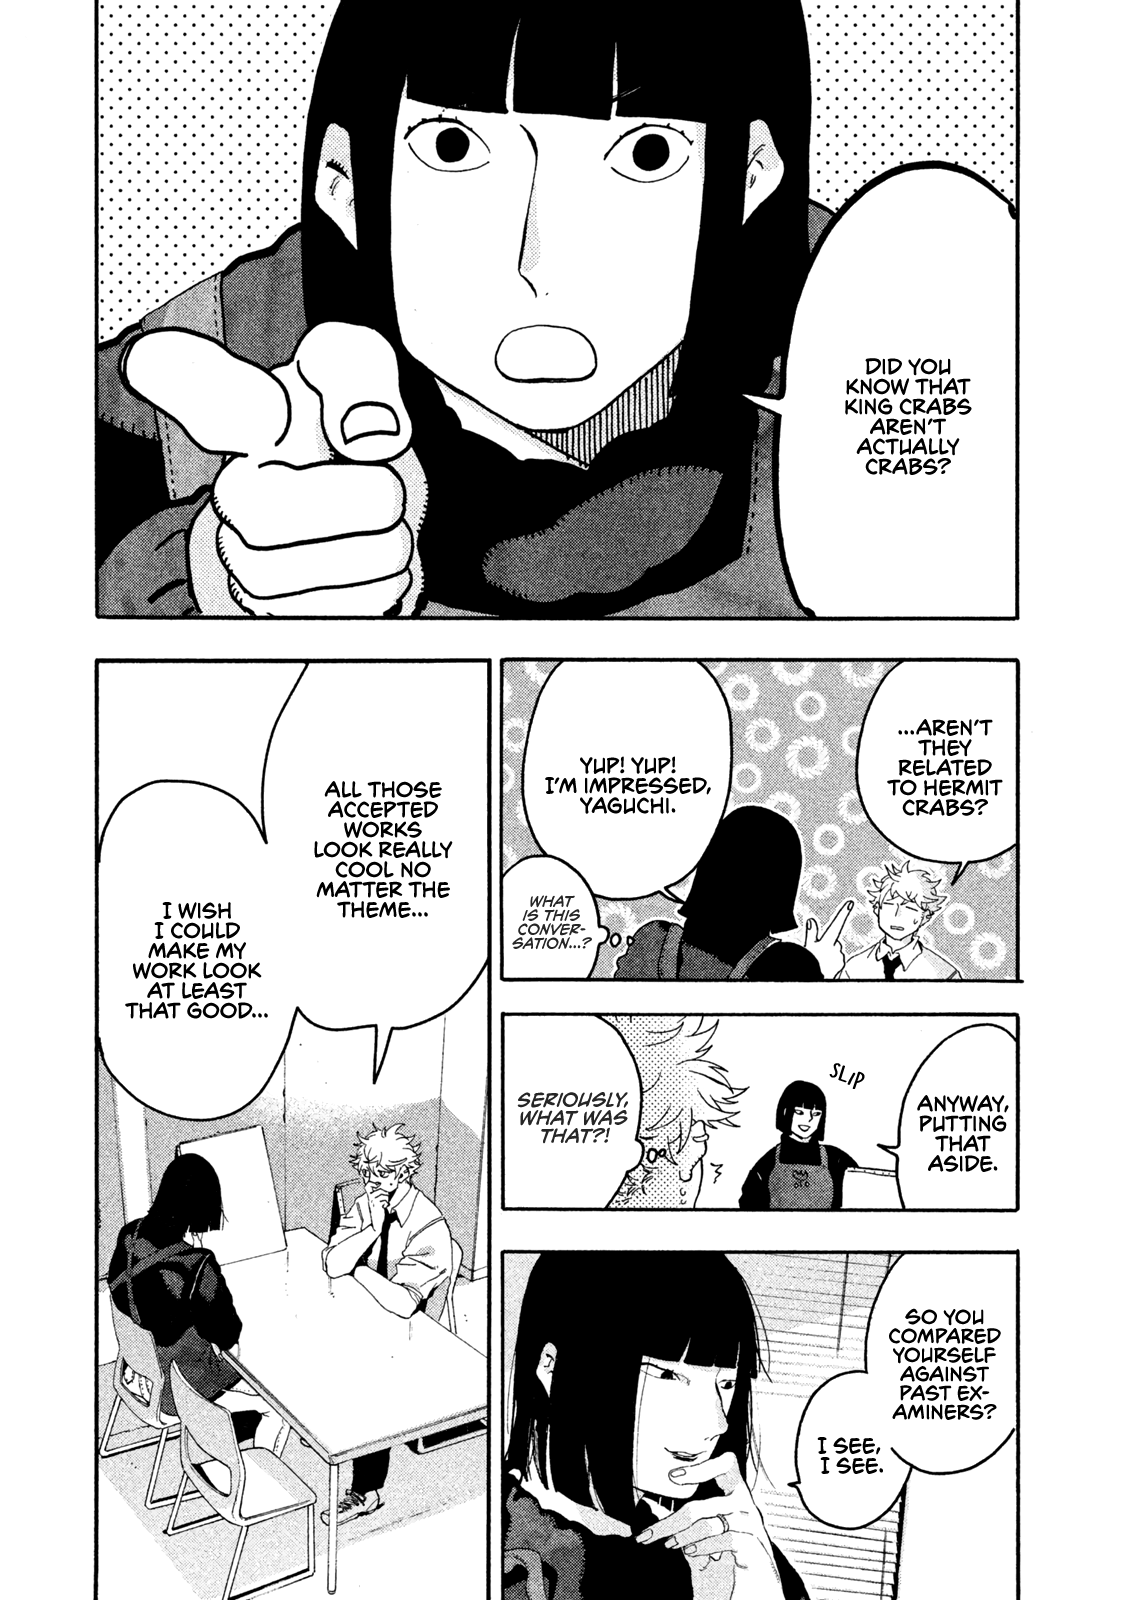 DID YOU
KNOW THAT
KING CRABS
AREN'T
ACTUALLY
CRABS?
...AREN'T
THEY
RELATED
TO HERMIT
CRABS?
YUP! YUP!
I'M IMPRESSED,
YAGUCHI.
WHAT
IS THIS
CONVER-
SATION...?
ANYWAY,
PUTTING
THAT
ASIDE.
SLIP
SERIOUSLY,
WHAT WAS
THAT?!
SO YOU
COMPARED
YOURSELF
AGAINST
PAST EX-
AMINERS?
I SEE,
I SEE.
ALL THOSE
ACCEPTED
WORKS
LOOK REALLY
COOL NO
MATTER THE
THEME...
I WISH
I COULD
MAKE MY
WORK LOOK
AT LEAST
THAT GOOD...